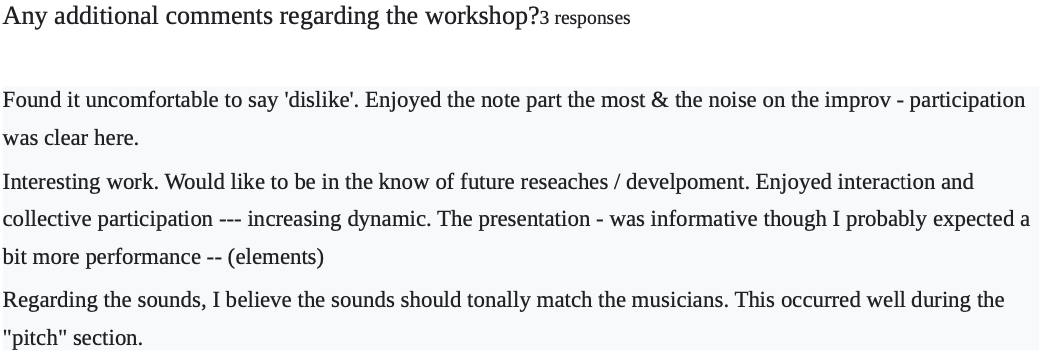 Any additional comments regarding the workshop?3 responses
Found it uncomfortable to say 'dislike'. Enjoyed the note part the most & the noise on the improv - participation
was clear here.
Interesting work. Would like to be in the know of future reseaches / develpoment. Enjoyed interaction and
collective participation --- increasing dynamic. The presentation - was informative though I probably expected a
bit more performance -- (elements)
Regarding the sounds, I believe the sounds should tonally match the musicians. This occurred well during the
"pitch" section.